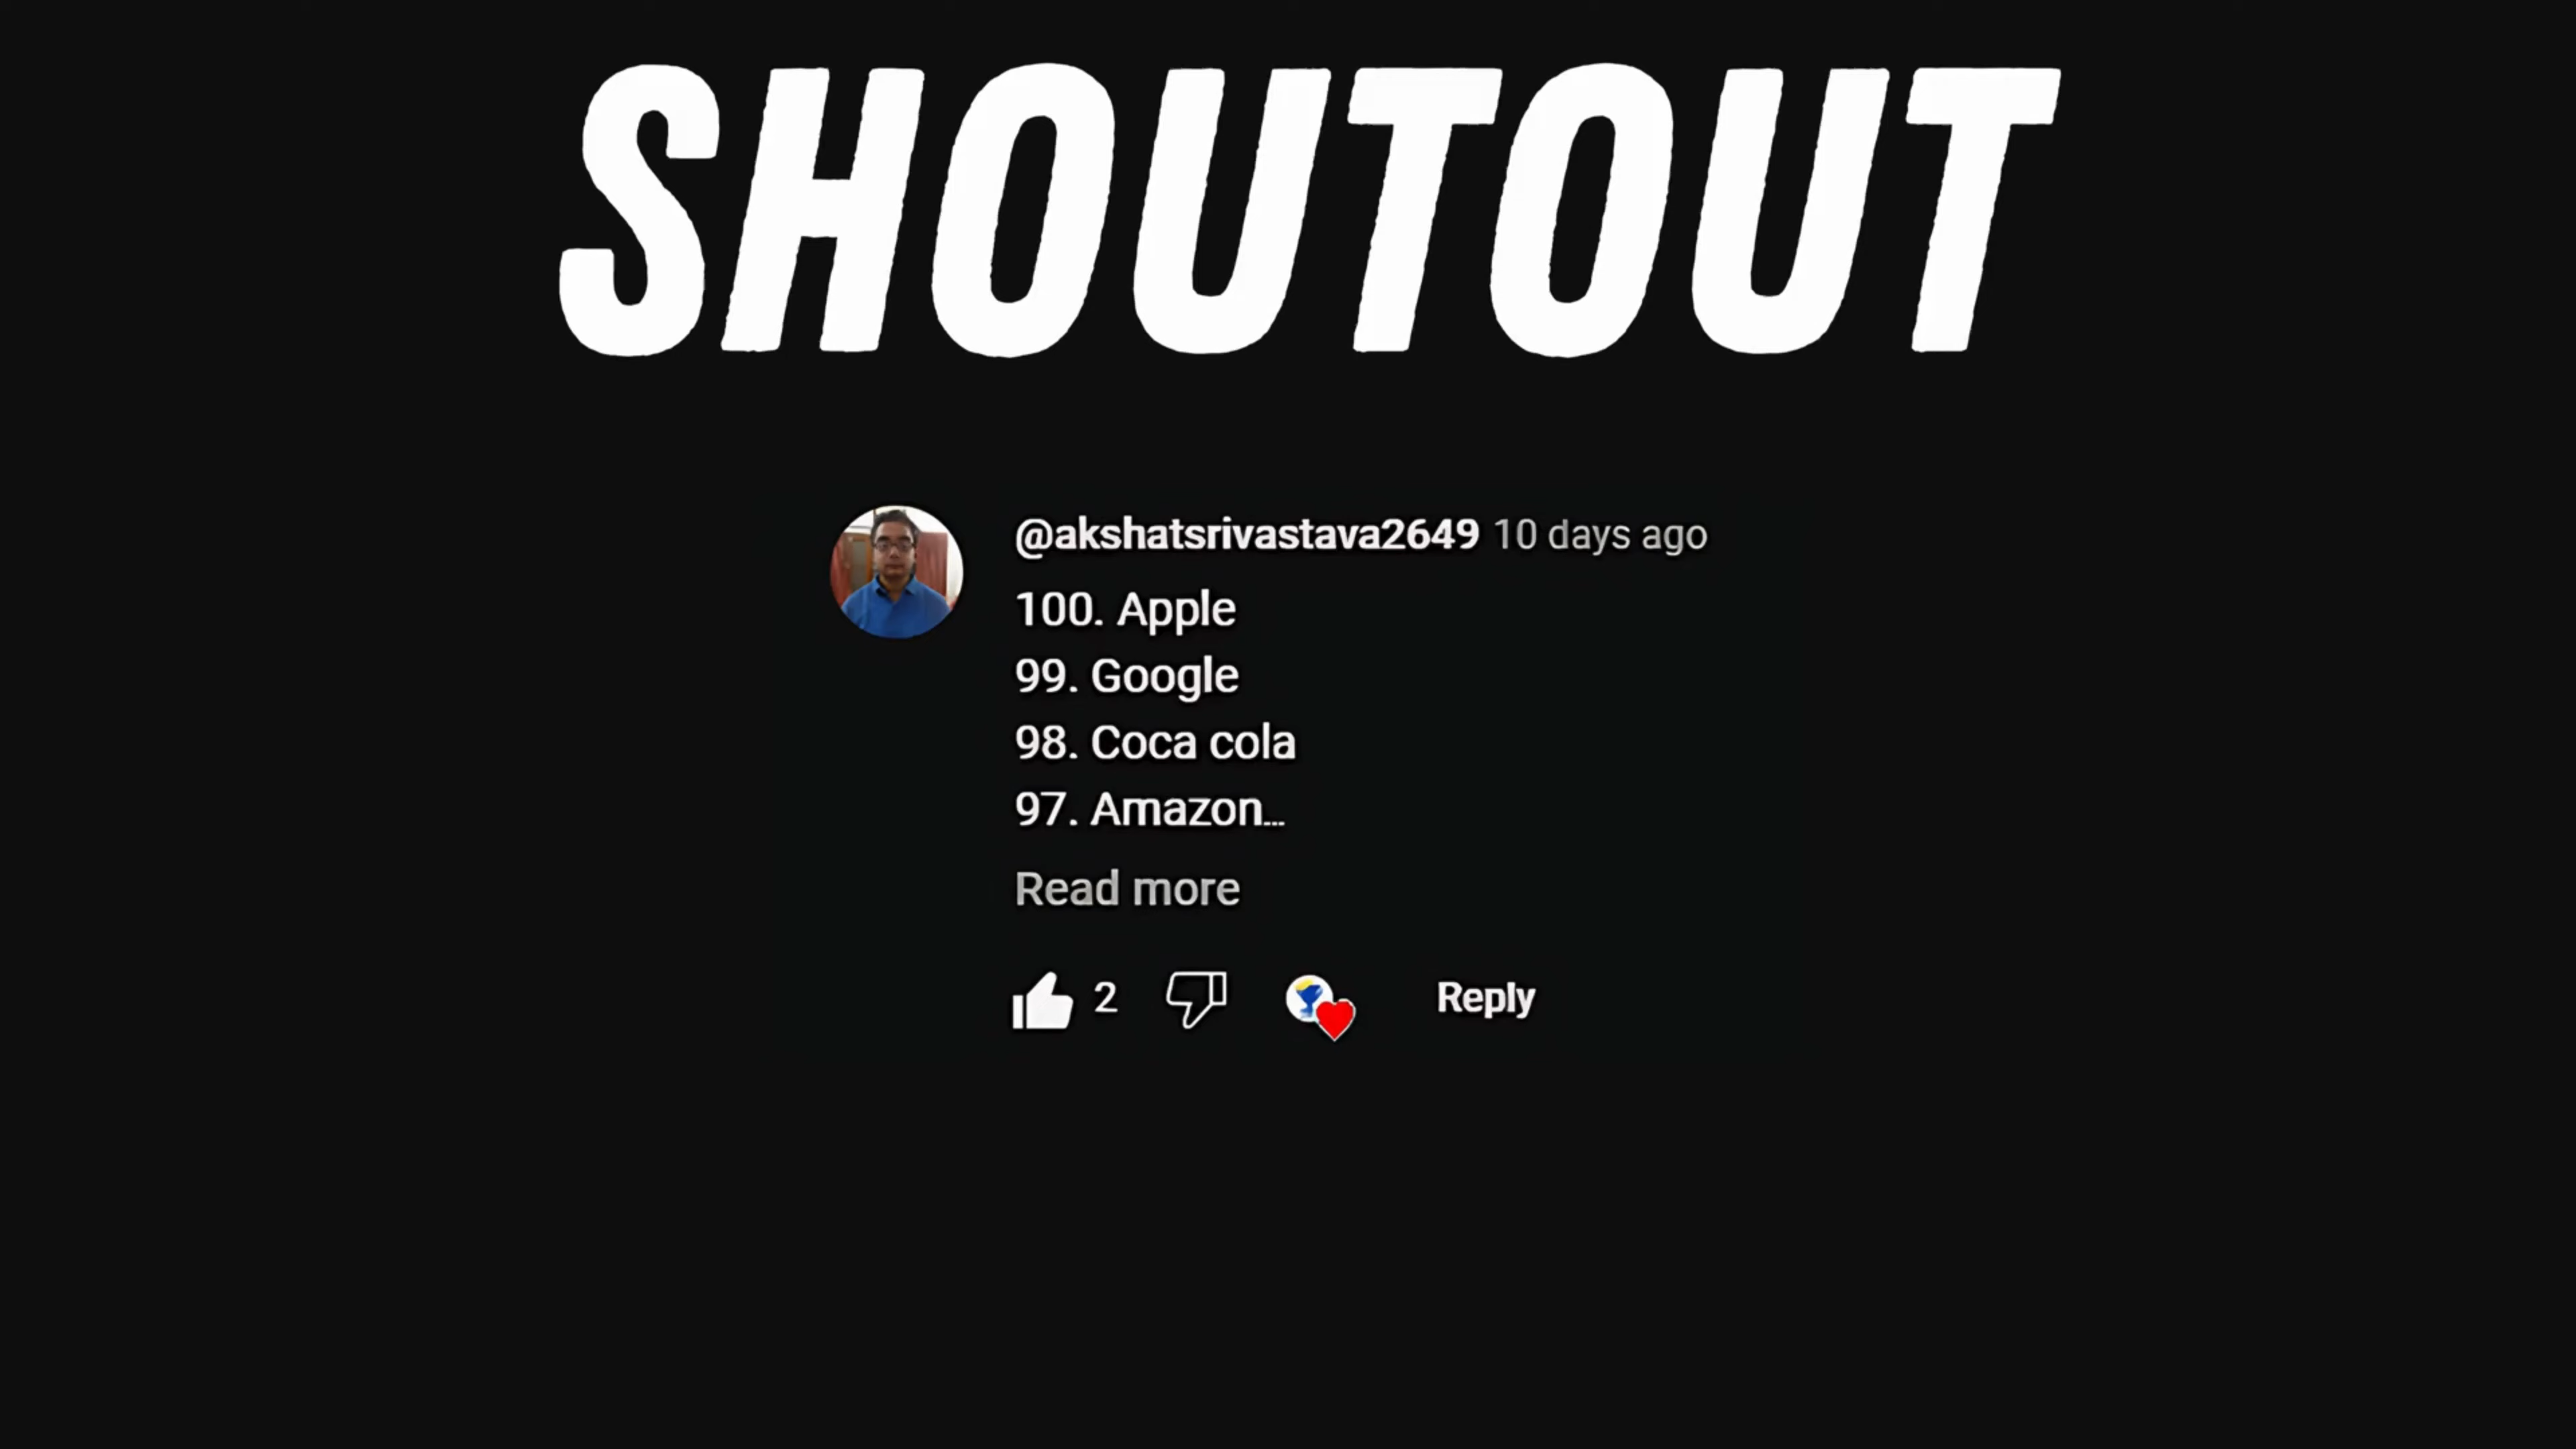 SHOUTOUT
@akshatsrivastava2649 10 days ago
100. Apple
99. Google
98. Coca cola
97. Amazon...
Read more
2 Reply